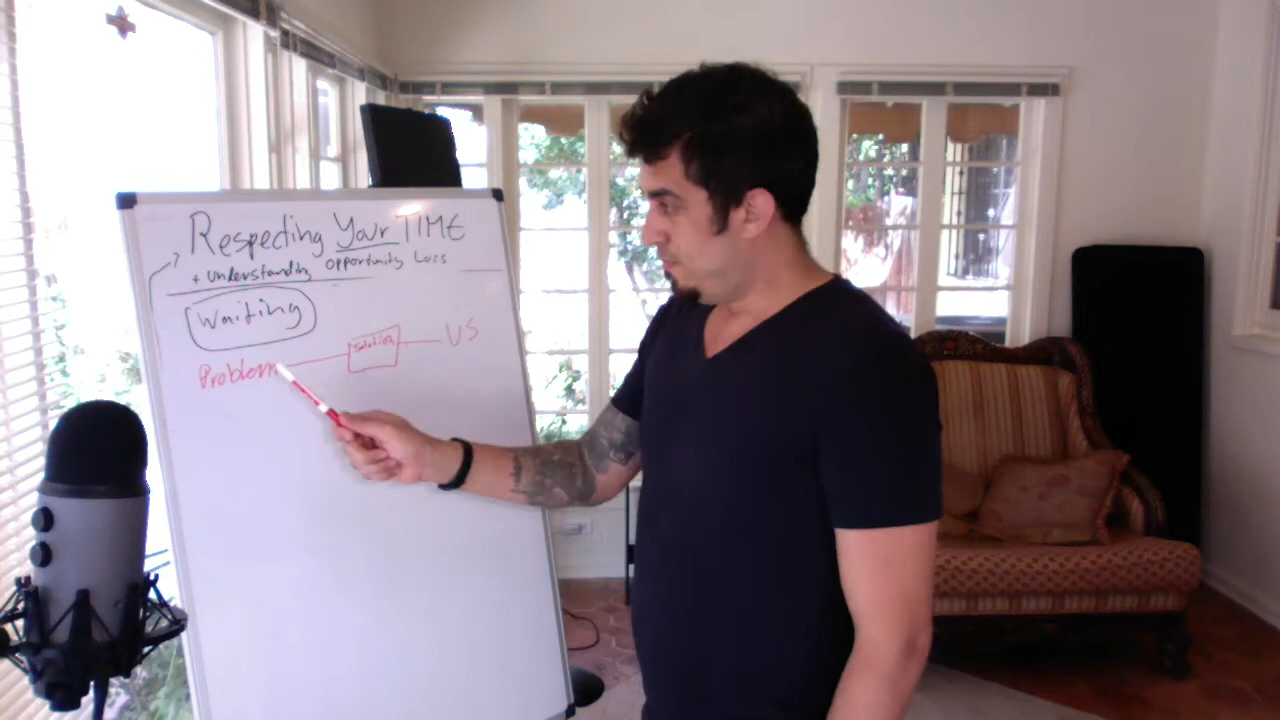 Respecting Your TIME
+ understanding opportunity Loss
Waiting
Problem solution US